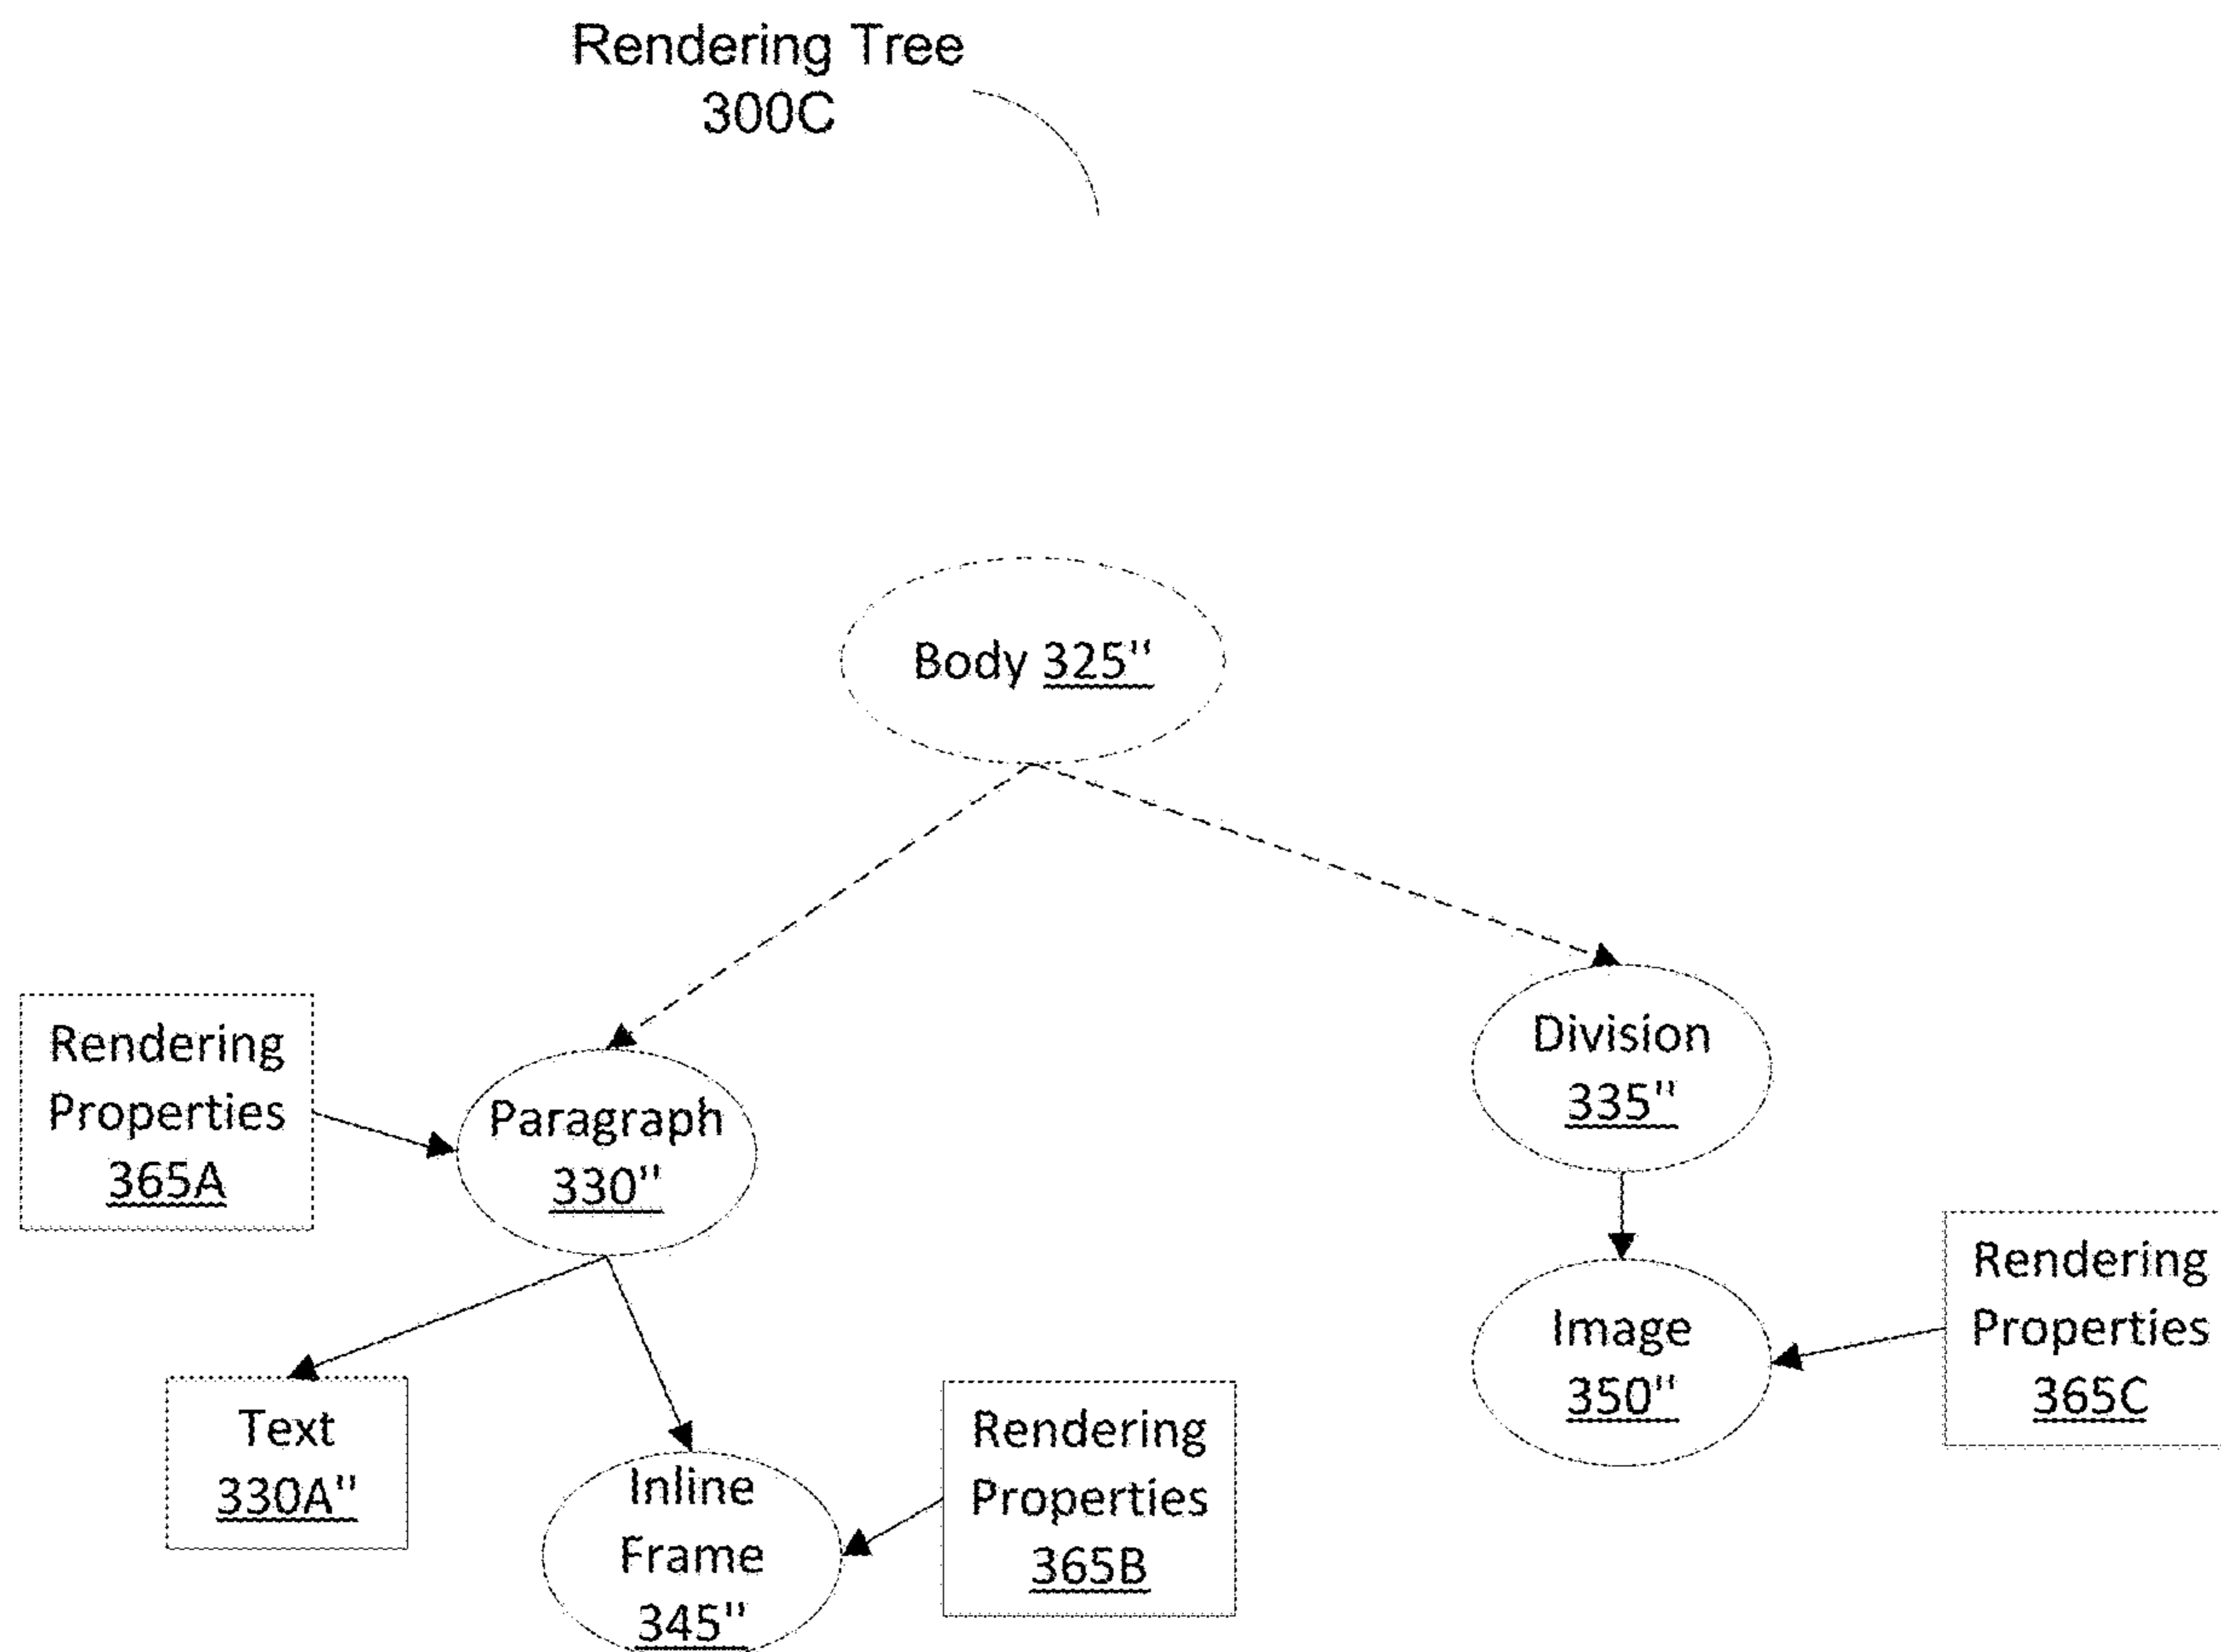 Rendering Tree
300C
Body 325"
Rendering
Properties
365A
Paragraph
330"
Division
335"
Rendering
Properties
365C
Image
350"
Text
330A"
Inline
Frame
345"
Rendering
Properties
365B